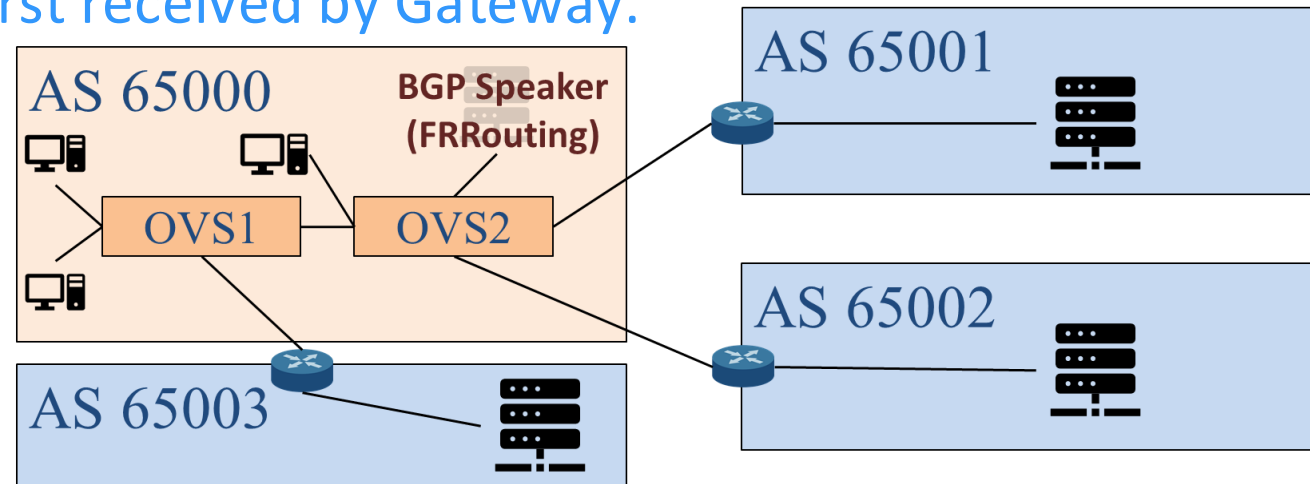 rst received by Gateway.
AS 65000
BGP Speaker
(FRRouting)
OVS1
OVS2
AS 65001
AS 65002
AS 65003